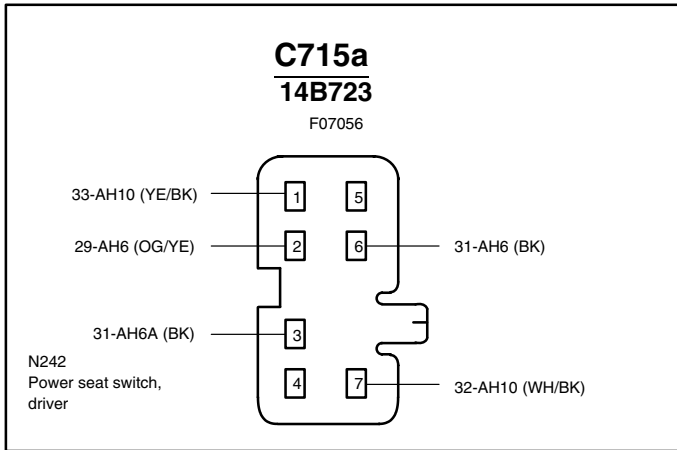 C715a
14B723
F07056
33-AH10 (YE/BK)
1
5
29-AH6 (OG/YE)
2
6
31-AH6 (BK)
31-AH6A (BK)
3
N242
Power seat switch,
driver
4
7
32-AH10 (WH/BK)